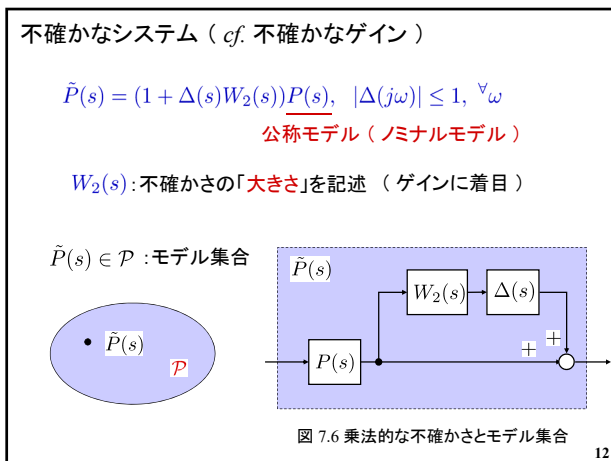 不確かなシステム ( cf. 不確かなゲイン )
P̃(s) = (1 + Δ(s)W₂(s))P(s), |Δ(jω)| ≤ 1, ∀ω
公称モデル ( ノミナルモデル )
W₂(s):不確かさの「大きさ」を記述 ( ゲインに着目 )
P̃(s) ∈ 𝒫 :モデル集合
P̃(s)
𝒫
P̃(s)
W₂(s)
Δ(s)
P(s)
+
+
図 7.6 乗法的な不確かさとモデル集合
12